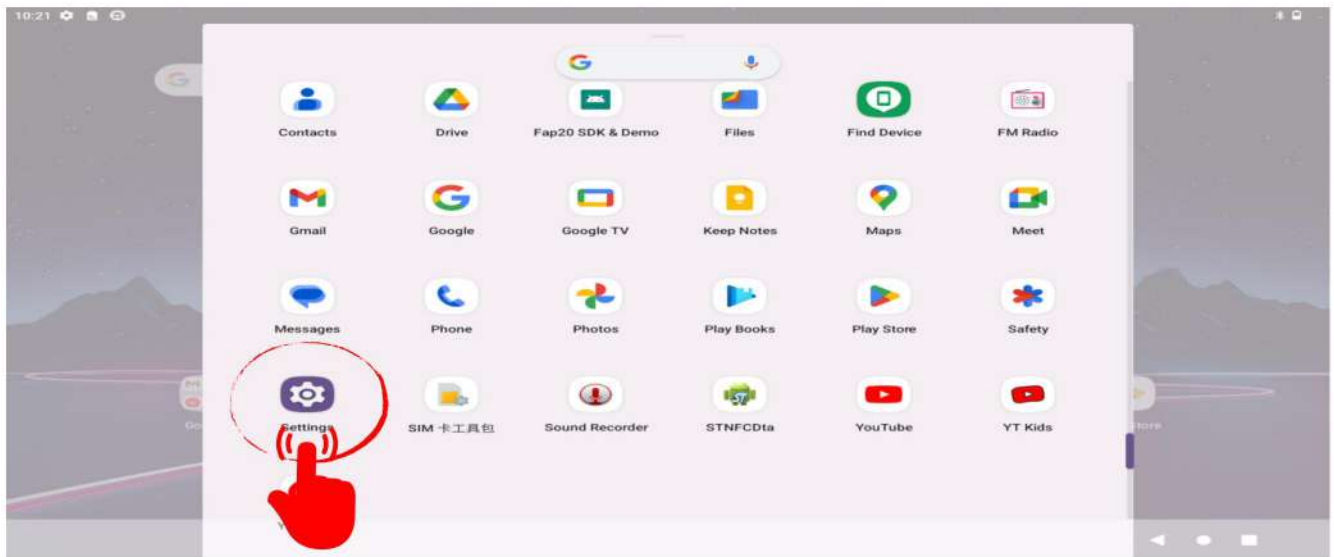 10:21
Contacts Drive Fap20 SDK & Demo Files Find Device FM Radio
Gmail Google Google TV Keep Notes Maps Meet
Messages Phone Photos Play Books Play Store Safety
Settings SIM 卡工具包 Sound Recorder STNFCDta YouTube YT Kids